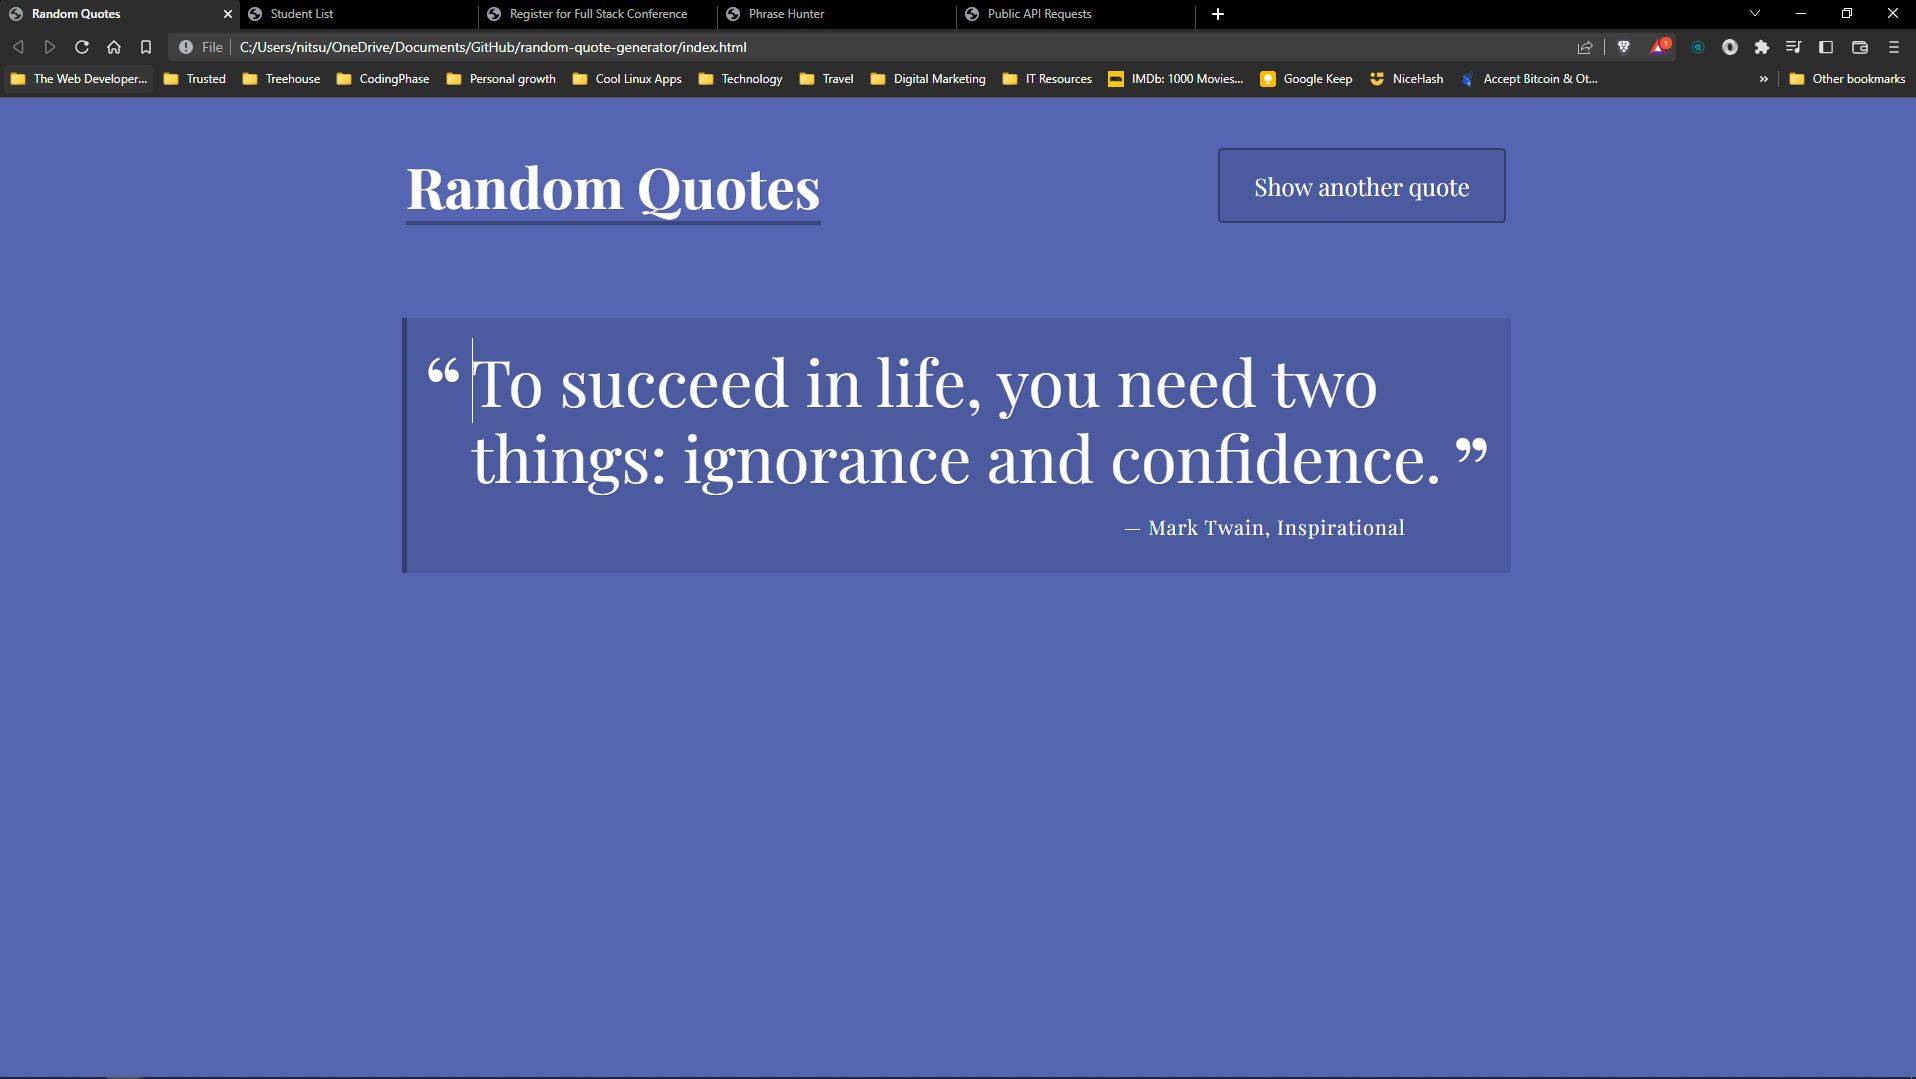 Random Quotes
Student List
Register for Full Stack Conference
Phrase Hunter
Public API Requests
File
C:/Users/nitsu/OneDrive/Documents/GitHub/random-quote-generator/index.html
1
The Web Developer...
Trusted
Treehouse
CodingPhase
Personal growth
Cool Linux Apps
Technology
Travel
Digital Marketing
IT Resources
IMDb: 1000 Movies...
Google Keep
NiceHash
Accept Bitcoin & Ot...
»
Other bookmarks
Random Quotes
Show another quote
“ To succeed in life, you need two
things: ignorance and confidence. ”
— Mark Twain, Inspirational